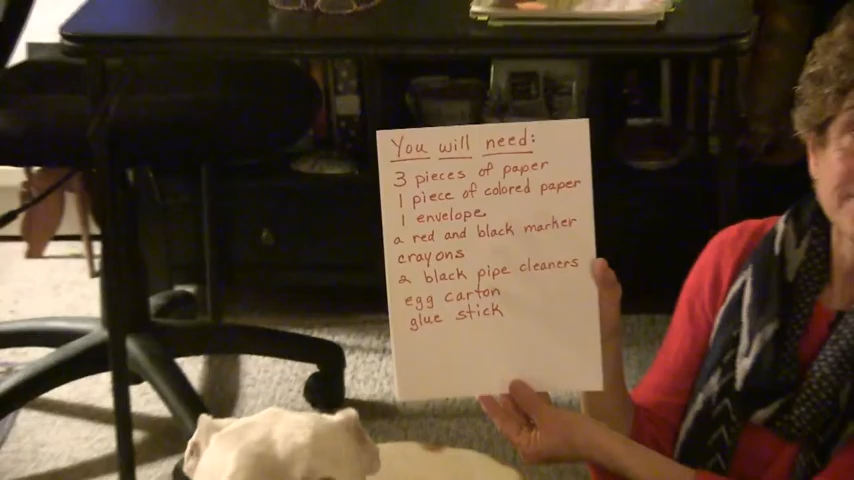 You will need:
3 pieces of paper
1 piece of colored paper
1 envelope
a red and black marker
crayons
2 black pipe cleaners
egg carton
glue stick